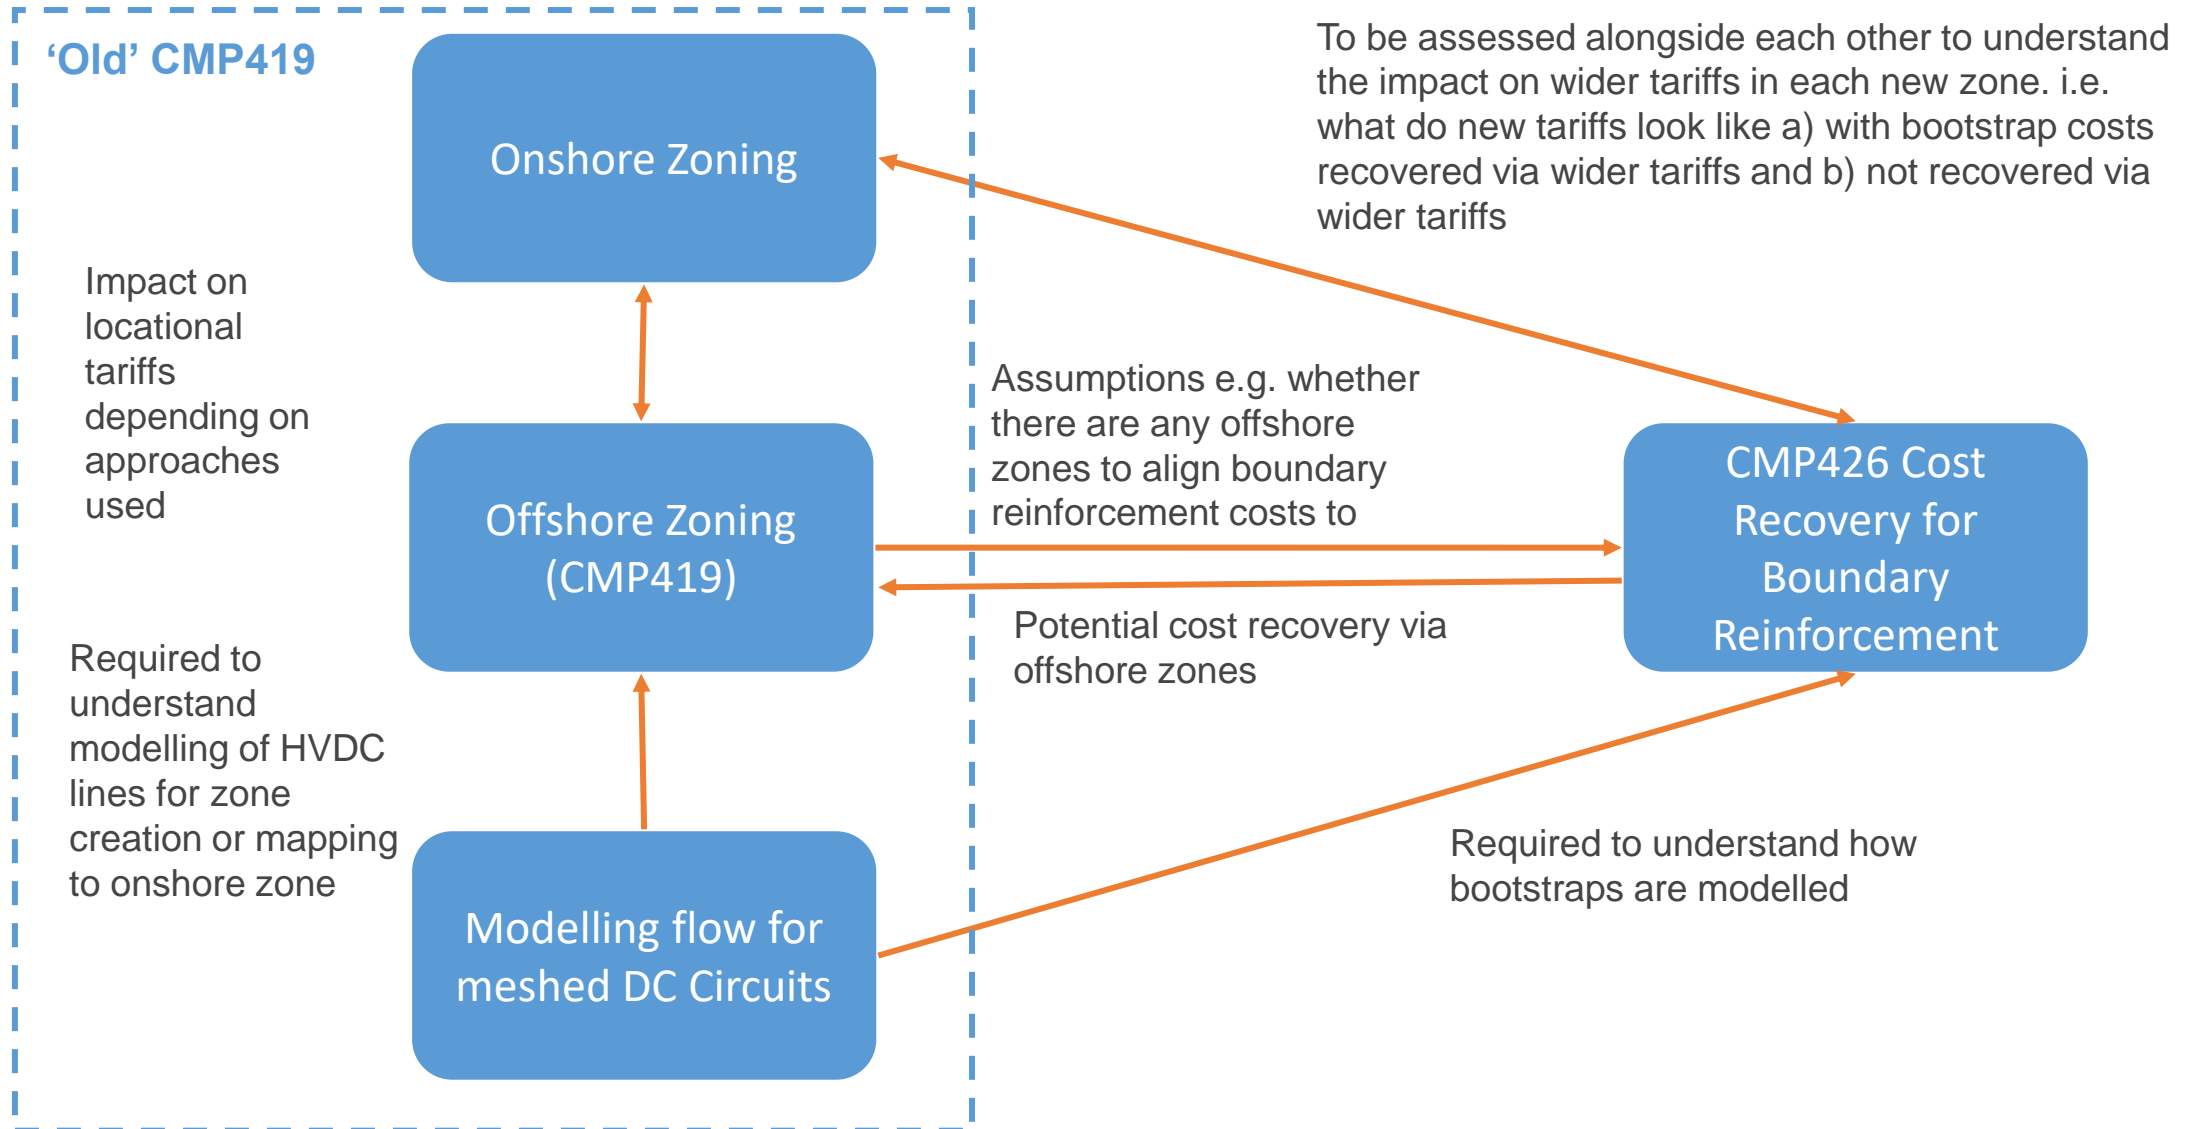 ‘Old’ CMP419
Onshore Zoning
To be assessed alongside each other to understand
the impact on wider tariffs in each new zone. i.e.
what do new tariffs look like a) with bootstrap costs
recovered via wider tariffs and b) not recovered via
wider tariffs
Impact on
locational
tariffs
depending on
approaches
used
Assumptions e.g. whether
there are any offshore
zones to align boundary
reinforcement costs to
Offshore Zoning
(CMP419)
CMP426 Cost
Recovery for
Boundary
Reinforcement
Potential cost recovery via
offshore zones
Required to
understand
modelling of HVDC
lines for zone
creation or mapping
to onshore zone
Required to understand how
bootstraps are modelled
Modelling flow for
meshed DC Circuits